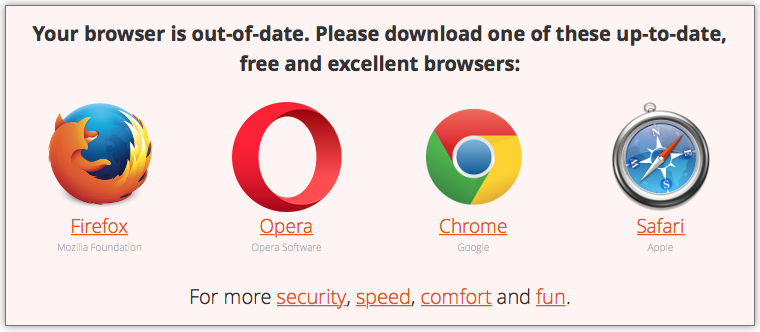 Your browser is out-of-date. Please download one of these up-to-date,
free and excellent browsers:
N
E
W
S
Firefox Opera Chrome Safari
Mozilla Foundation Opera Software Google Apple
For more security, speed, comfort and fun.